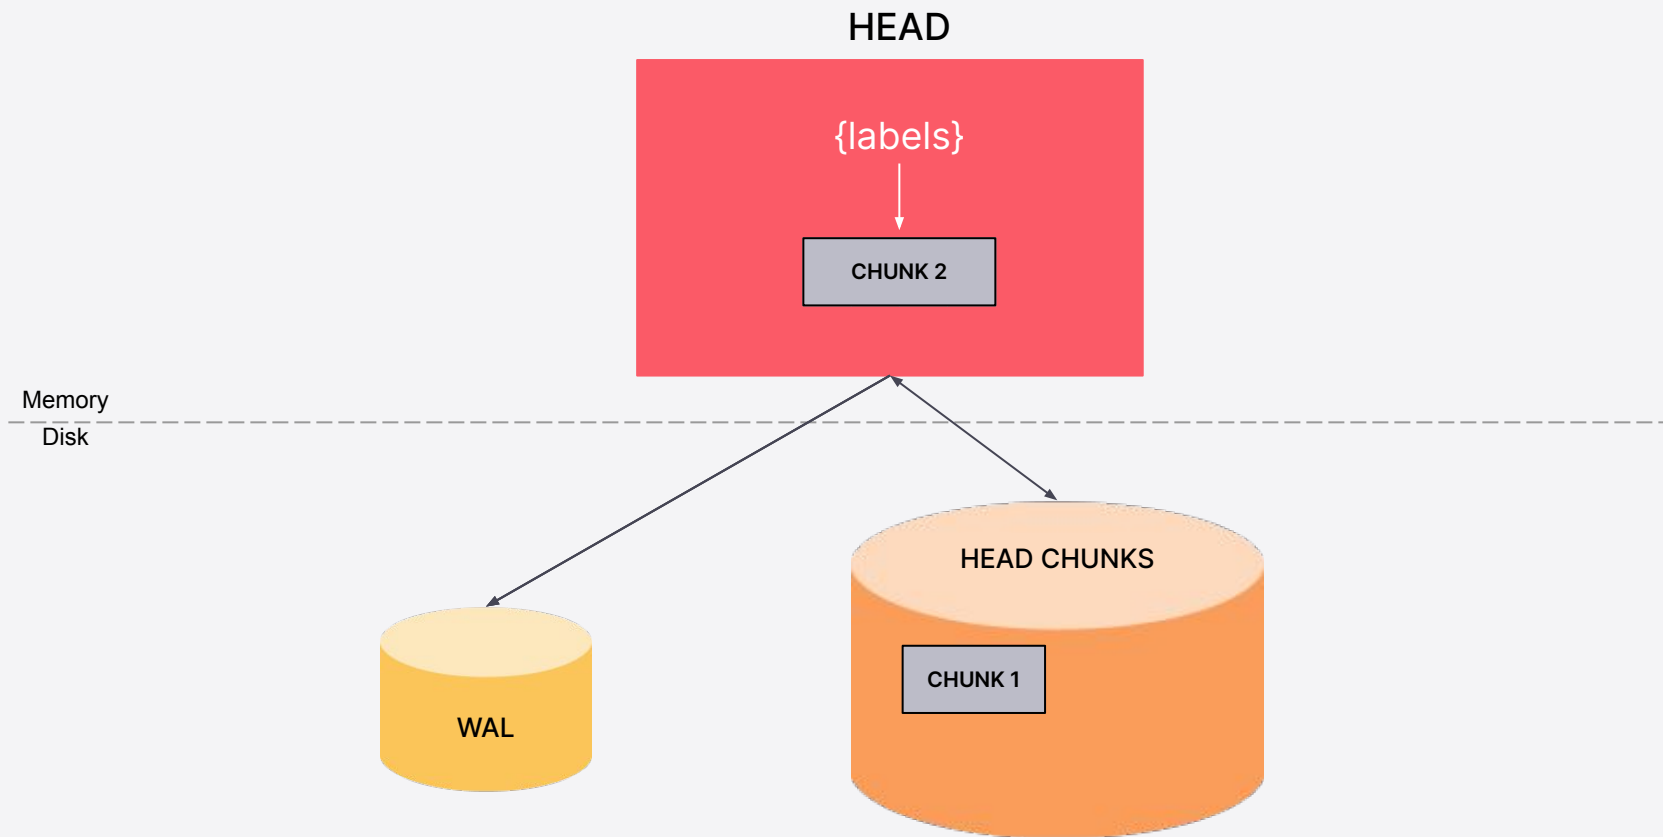 HEAD
{labels}
CHUNK 2
Memory
Disk
HEAD CHUNKS
CHUNK 1
WAL